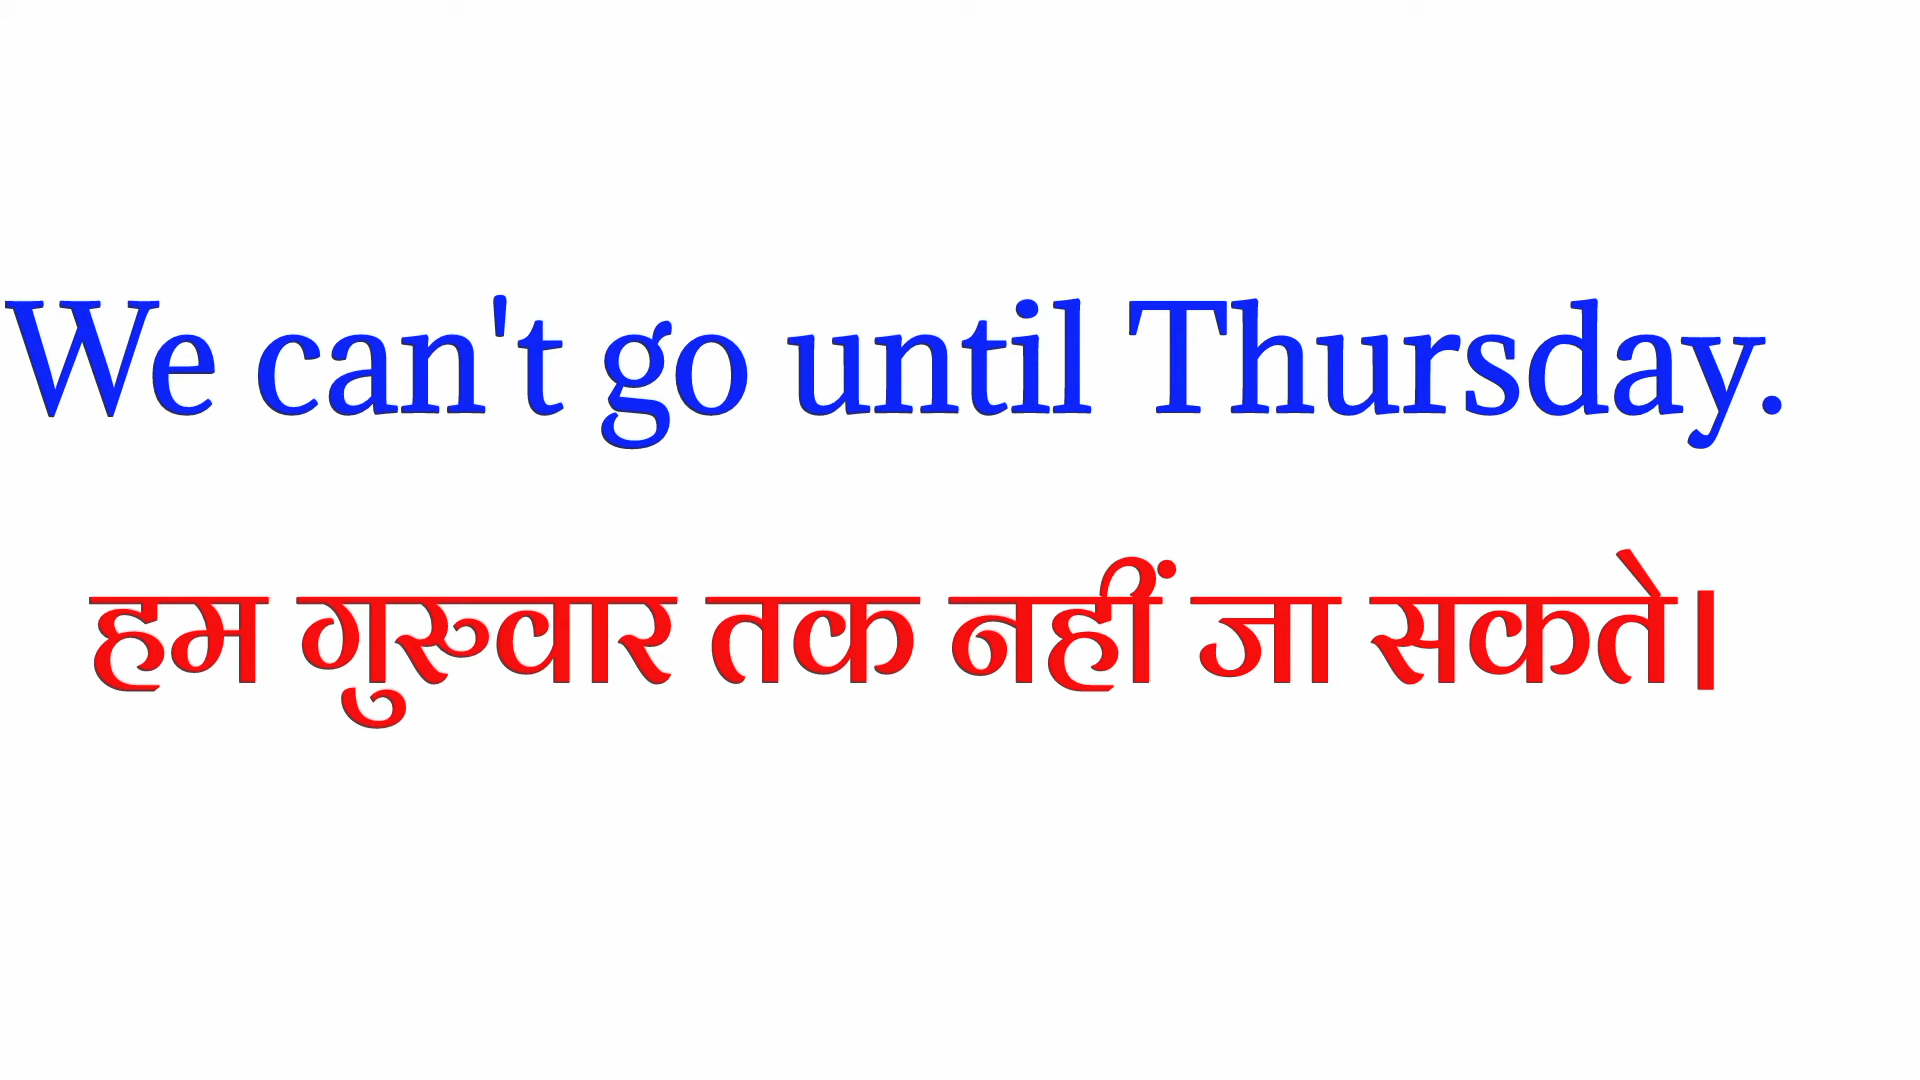 We can't go until Thursday.
हम गुरुवार तक नहीं जा सकते।